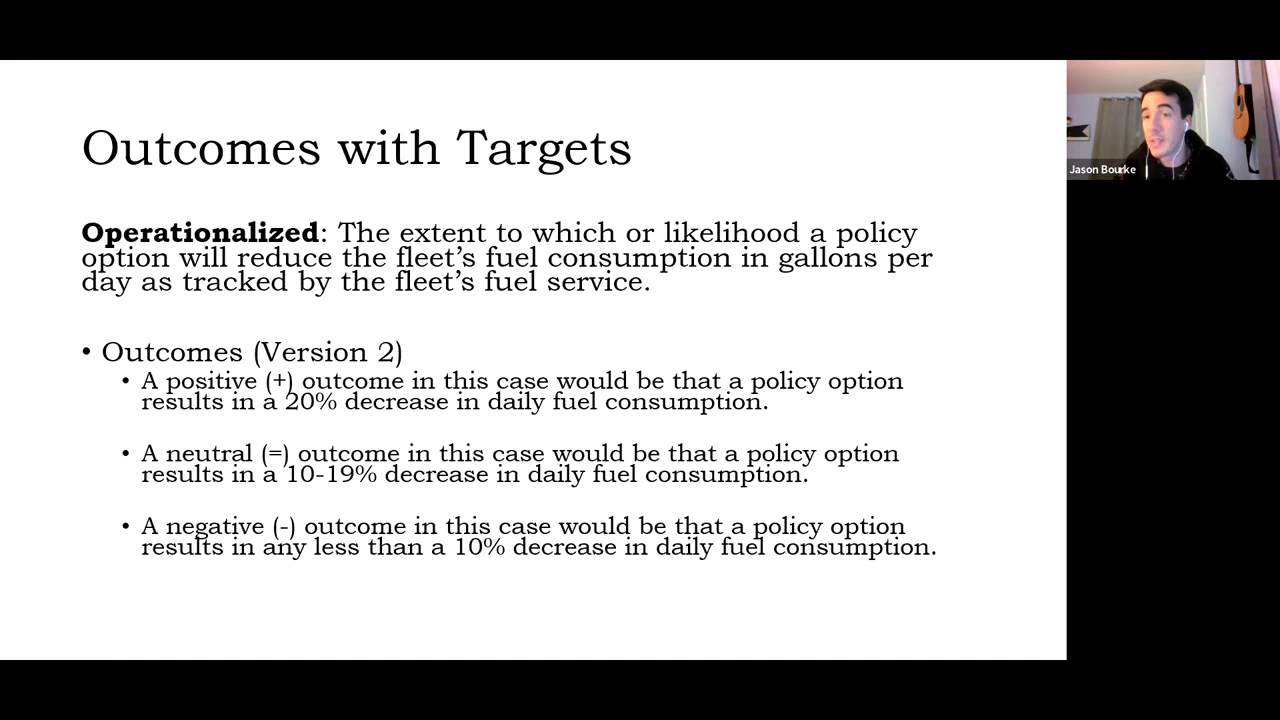 Outcomes with Targets
Operationalized: The extent to which or likelihood a policy
option will reduce the fleet’s fuel consumption in gallons per
day as tracked by the fleet’s fuel service.
• Outcomes (Version 2)
• A positive (+) outcome in this case would be that a policy option
results in a 20% decrease in daily fuel consumption.
• A neutral (=) outcome in this case would be that a policy option
results in a 10-19% decrease in daily fuel consumption.
• A negative (-) outcome in this case would be that a policy option
results in any less than a 10% decrease in daily fuel consumption.
Jason Bourke